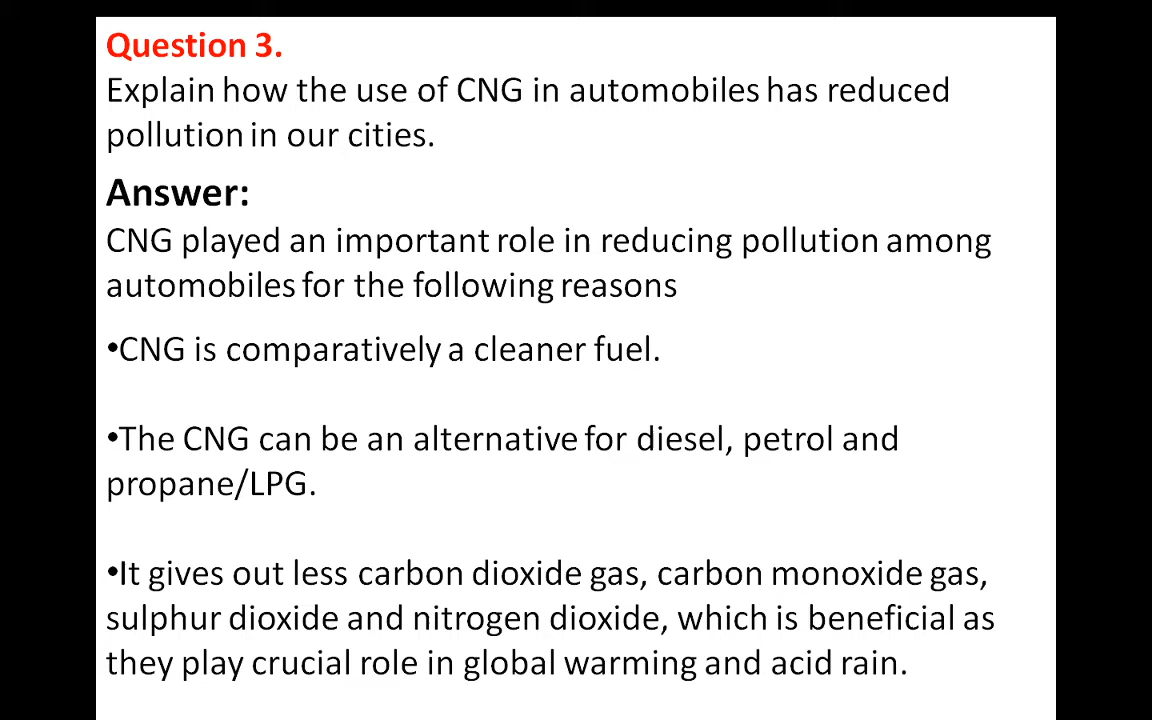 Question 3.
Explain how the use of CNG in automobiles has reduced
pollution in our cities.
Answer:
CNG played an important role in reducing pollution among
automobiles for the following reasons
•CNG is comparatively a cleaner fuel.
•The CNG can be an alternative for diesel, petrol and
propane/LPG.
•It gives out less carbon dioxide gas, carbon monoxide gas,
sulphur dioxide and nitrogen dioxide, which is beneficial as
they play crucial role in global warming and acid rain.